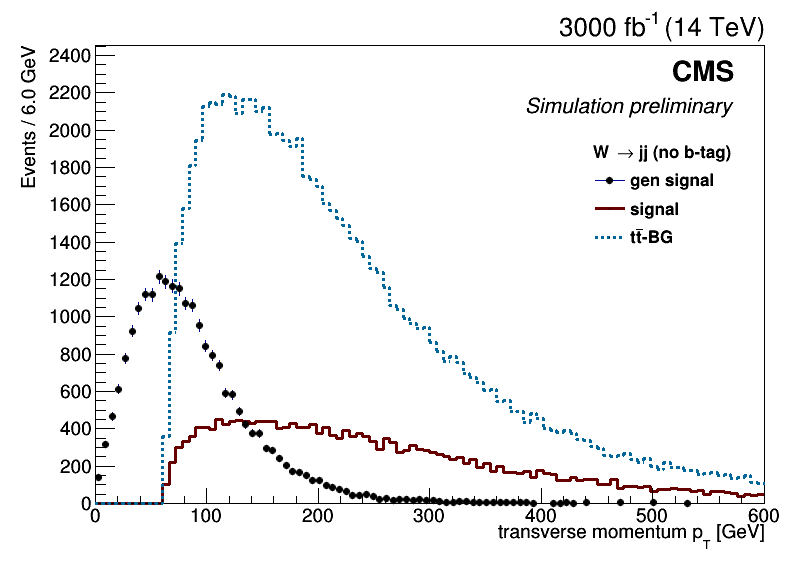 3000 fb-1 (14 TeV)
Events / 6.0 GeV
2400
2200
2000
1800
1600
1400
1200
1000
800
600
400
200
0
CMS
Simulation preliminary
W → jj (no b-tag)
gen signal
signal
tt̄-BG
0 100 200 300 400 500 600
transverse momentum pT [GeV]